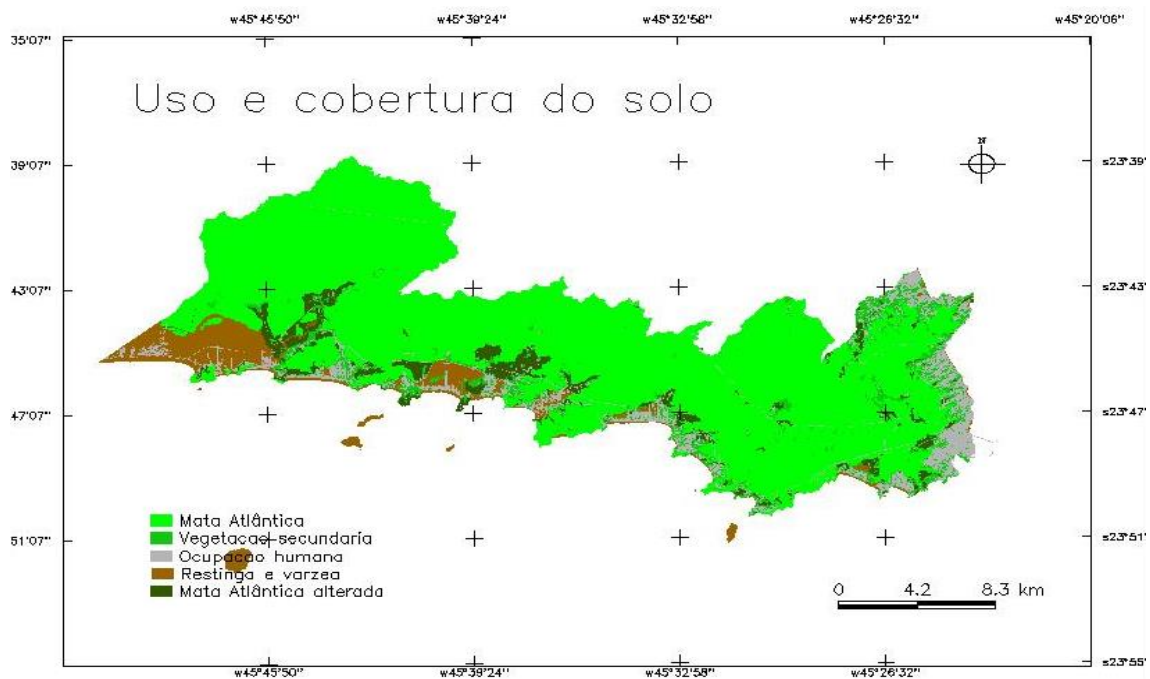 w45°45'50" w45°39'24" w45°32'58" w45°26'32" w45°20'06"
35'07"
Uso e cobertura do solo
N
39'07" s23°39'
43'07" s23°43'
47'07" s23°47'
Mata Atlântica
51'07" Vegetacao secundaria s23°51'
Ocupação humana
Restinga e varzea
Mata Atlântica alterada
0 4.2 8.3 km
s23°55'
w45°45'50" w45°39'24" w45°32'58" w45°26'32"